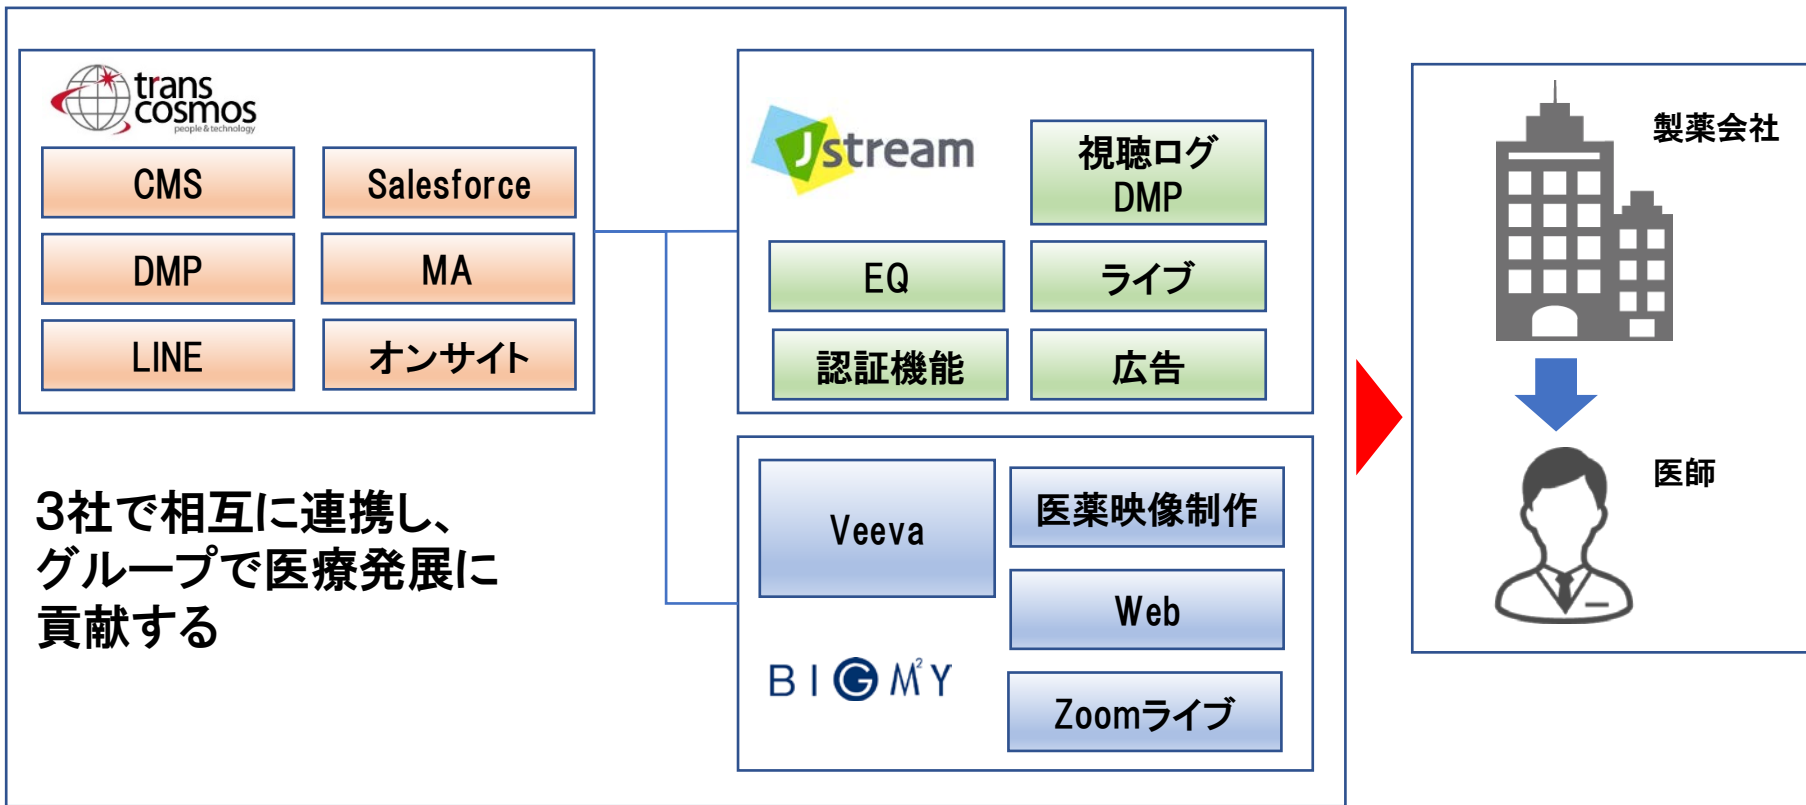 trans
cosmos
people & technology
CMS
Salesforce
DMP
MA
LINE
オンサイト
3社で相互に連携し、
グループで医療発展に
貢献する
Jstream
視聴ログ
DMP
EQ
ライブ
認証機能
広告
Veeva
医薬映像制作
Web
BIGM²Y
Zoomライブ
製薬会社
医師